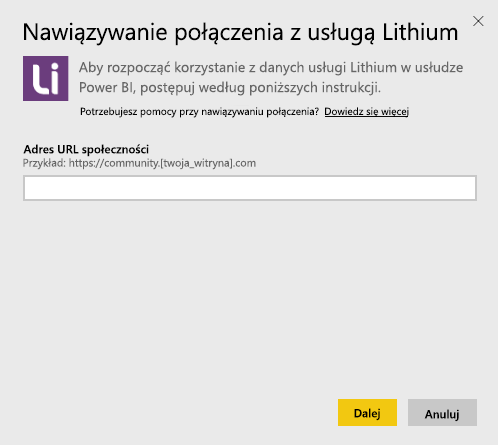 Nawiązywanie połączenia z usługą Lithium
Li
Aby rozpocząć korzystanie z danych usługi Lithium w usłudze
Power BI, postępuj według poniższych instrukcji.
Potrzebujesz pomocy przy nawiązywaniu połączenia? Dowiedz się więcej
Adres URL społeczności
Przykład: https://community.[twoja_witryna].com
Dalej
Anuluj